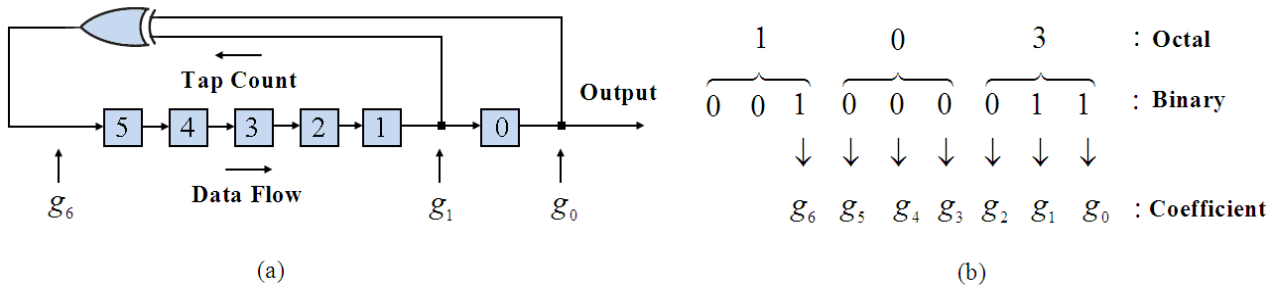 Tap Count
Output
5 4 3 2 1 0
Data Flow
g₆ g₁ g₀
(a)
1 0 3 : Octal
0 0 1 0 0 0 0 1 1 : Binary
g₆ g₅ g₄ g₃ g₂ g₁ g₀ : Coefficient
(b)